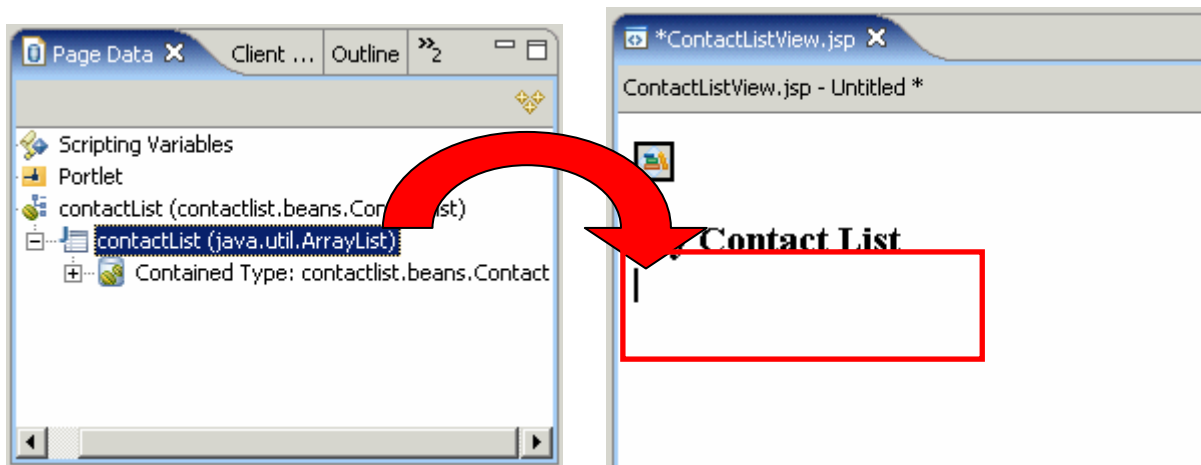 Page Data
Client ...
Outline
»2
Scripting Variables
Portlet
contactList (contactlist.beans.Con
st)
contactList (java.util.ArrayList)
Contained Type: contactlist.beans.Contact
*ContactListView.jsp
ContactListView.jsp - Untitled *
Contact List